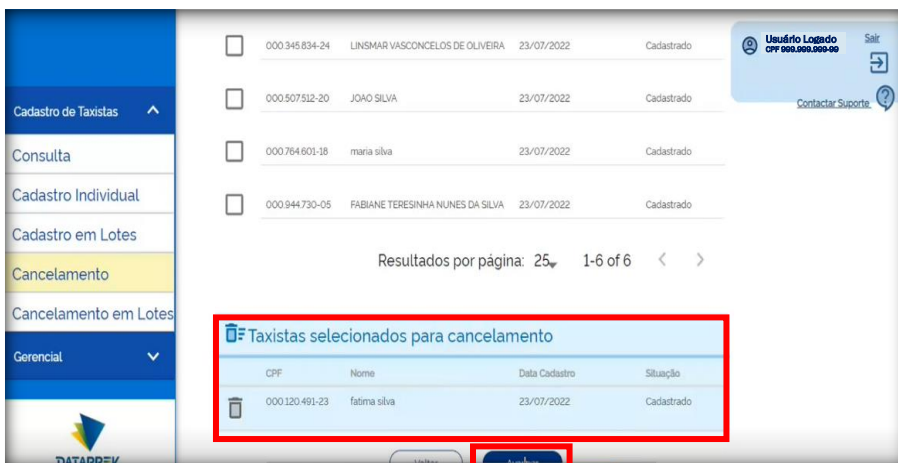 Cadastro de Taxistas
Consulta
Cadastro Individual
Cadastro em Lotes
Cancelamento
Cancelamento em Lotes
Gerencial
000.345.834-24 LINSMAR VASCONCELOS DE OLIVEIRA 23/07/2022 Cadastrado
000.507.512-20 JOAO SILVA 23/07/2022 Cadastrado
000.764.601-18 maria silva 23/07/2022 Cadastrado
000.944.730-05 FABIANE TERESINHA NUNES DA SILVA 23/07/2022 Cadastrado
Resultados por página: 25 1-6 of 6
Taxistas selecionados para cancelamento
CPF Nome Data Cadastro Situação
000.120.491-23 fatima silva 23/07/2022 Cadastrado
Usuário Logado
CPF 999.999.999-99
Sair
Contactar Suporte